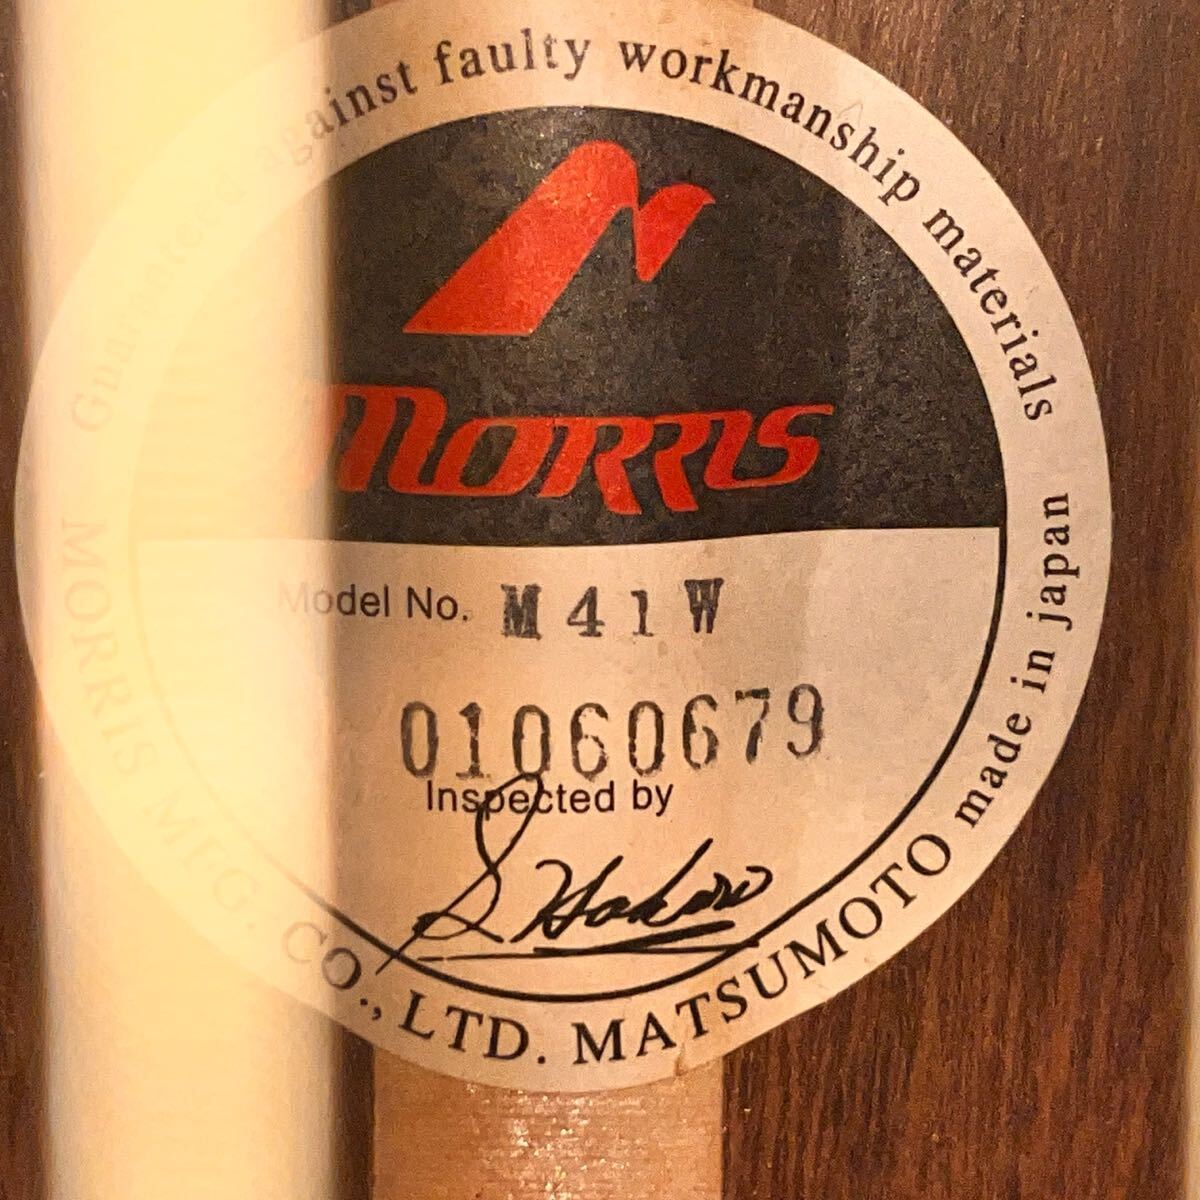 Guaranteed against faulty workmanship materials
MORRIS
Model No. M41W
01060679
Inspected by
S. Hakaro
MORRIS MFG. CO., LTD. MATSUMOTO made in japan